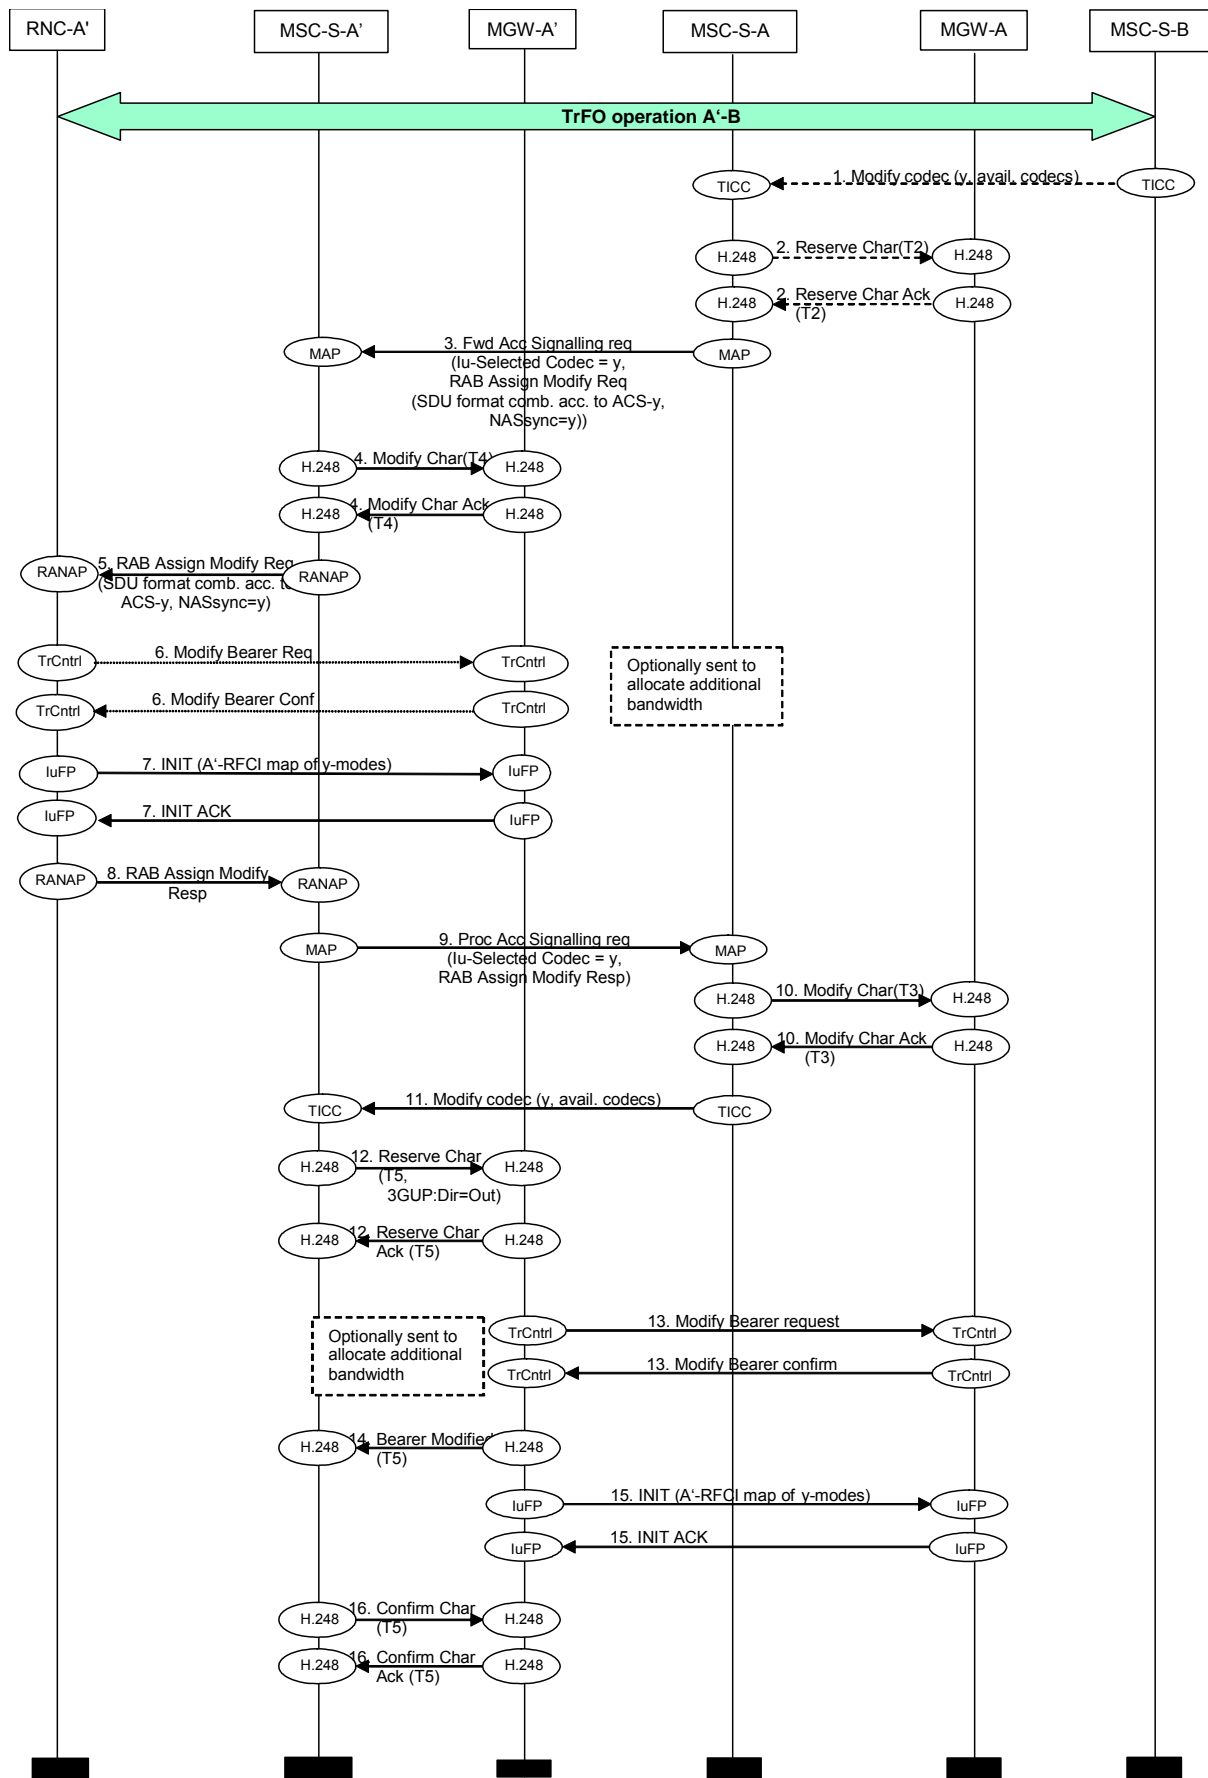 RNC-A'
MSC-S-A’
MGW-A’
MSC-S-A
MGW-A
MSC-S-B
TrFO operation A‘-B
TICC
1. Modify codec (y, avail. codecs)
TICC
H.248
2. Reserve Char(T2)
H.248
H.248
2. Reserve Char Ack
(T2)
H.248
MAP
3. Fwd Acc Signalling req
(Iu-Selected Codec = y,
RAB Assign Modify Req
(SDU format comb. acc. to ACS-y,
NASsync=y))
MAP
H.248
4. Modify Char(T4)
H.248
H.248
4. Modify Char Ack
(T4)
H.248
RANAP
5. RAB Assign Modify Req
(SDU format comb. acc. to
ACS-y, NASsync=y)
RANAP
TrCntrl
6. Modify Bearer Req
TrCntrl
TrCntrl
6. Modify Bearer Conf
TrCntrl
Optionally sent to
allocate additional
bandwidth
IuFP
7. INIT (A‘-RFCI map of y-modes)
IuFP
IuFP
7. INIT ACK
IuFP
RANAP
8. RAB Assign Modify
Resp
RANAP
MAP
9. Proc Acc Signalling req
(Iu-Selected Codec = y,
RAB Assign Modify Resp)
MAP
H.248
10. Modify Char(T3)
H.248
H.248
10. Modify Char Ack
(T3)
H.248
TICC
11. Modify codec (y, avail. codecs)
TICC
H.248
12. Reserve Char
(T5,
3GUP:Dir=Out)
H.248
H.248
12. Reserve Char
Ack (T5)
H.248
Optionally sent to
allocate additional
bandwidth
TrCntrl
13. Modify Bearer request
TrCntrl
TrCntrl
13. Modify Bearer confirm
TrCntrl
H.248
14. Bearer Modified
(T5)
H.248
IuFP
15. INIT (A‘-RFCI map of y-modes)
IuFP
IuFP
15. INIT ACK
IuFP
H.248
16. Confirm Char
(T5)
H.248
H.248
16. Confirm Char
Ack (T5)
H.248